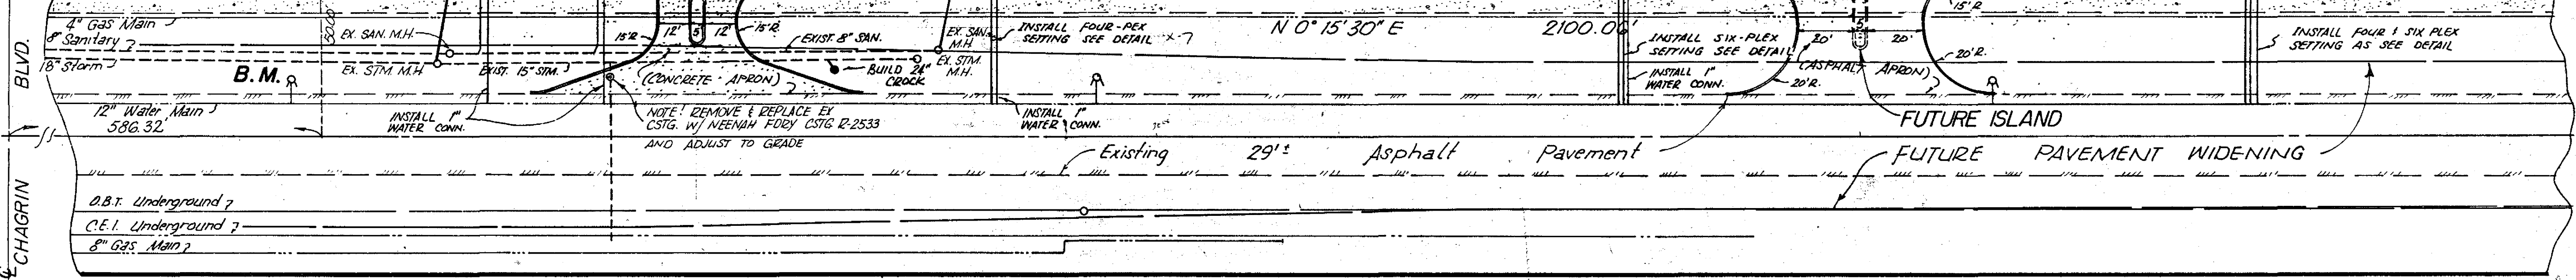 4" Gas Main
8" Sanitary
18" Storm
BLVD.
CHAGRIN
50.00
EX. SAN. M.H.
EX. STM. M.H.
B.M.
12" Water Main
586.32'
INSTALL 1"
WATER CONN.
EXIST. 15" STM.
15'R
12'
5'
12'
15'R.
(CONCRETE APRON)
EXIST. 8" SAN.
BUILD 24"
CROCK
NOTE! REMOVE & REPLACE EX
CSTG. W/ NEENAH FDRY CSTG R-2533
AND ADJUST TO GRADE
EX. SAN.
M.H.
EX. STM.
M.H.
INSTALL FOUR-PEX
SETTING SEE DETAIL
INSTALL 1"
WATER CONN.
N 0° 15' 30" E
2100.06'
INSTALL SIX-PLEX
SETTING SEE DETAIL
INSTALL 1"
WATER CONN.
20'
5'
20'
15'R
(ASPHALT APRON)
20'R.
20'R.
INSTALL FOUR & SIX PLEX
SETTING AS SEE DETAIL
FUTURE ISLAND
Existing 29'± Asphalt Pavement
FUTURE PAVEMENT WIDENING
O.B.T. Underground
C.E.I. Underground
8" Gas Main